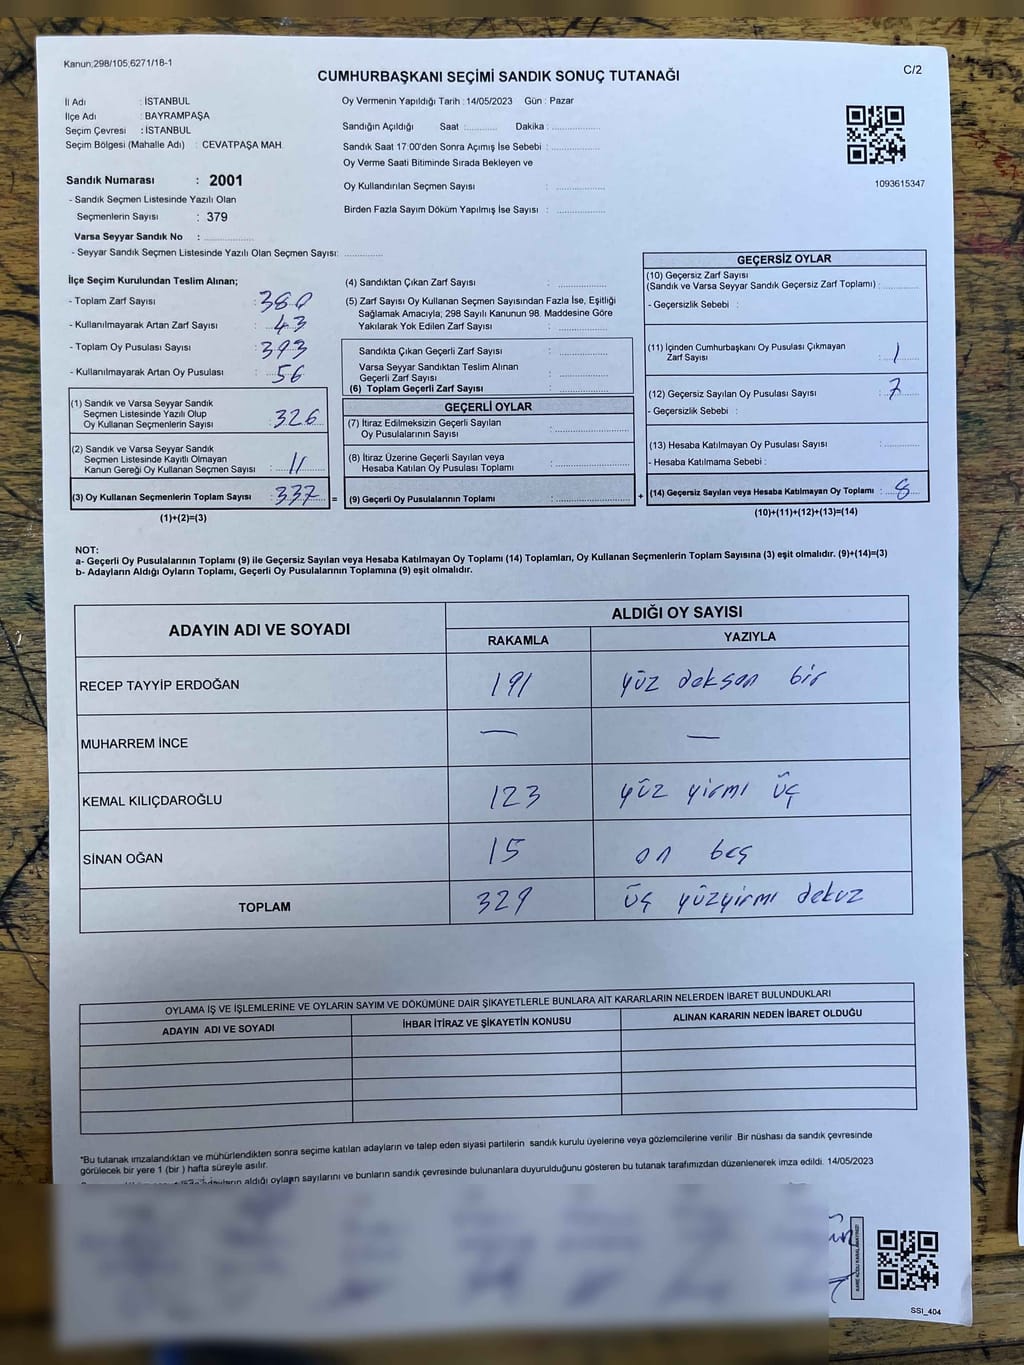 Kanun;298/105;6271/18-1
C/2
CUMHURBAŞKANI SEÇİMİ SANDIK SONUÇ TUTANAĞI
İl Adı : İSTANBUL
İlçe Adı : BAYRAMPAŞA
Seçim Çevresi : İSTANBUL
Seçim Bölgesi (Mahalle Adı) : CEVATPAŞA MAH.
Sandık Numarası : 2001
- Sandık Seçmen Listesinde Yazılı Olan
Seçmenlerin Sayısı : 379
Varsa Seyyar Sandık No : ..................
- Seyyar Sandık Seçmen Listesinde Yazılı Olan Seçmen Sayısı: ..............
Oy Vermenin Yapıldığı Tarih : 14/05/2023 Gün : Pazar
Sandığın Açıldığı Saat :............ Dakika : ..................
Sandık Saat 17:00'den Sonra Açımış İse Sebebi : ..................
Oy Verme Saati Bitiminde Sırada Bekleyen ve
Oy Kullandırılan Seçmen Sayısı : ..................
Birden Fazla Sayım Döküm Yapılmış İse Sayısı : ..................
1093615347
İlçe Seçim Kurulundan Teslim Alınan;
- Toplam Zarf Sayısı : 380
- Kullanılmayarak Artan Zarf Sayısı : 43
- Toplam Oy Pusulası Sayısı : 393
- Kullanılmayarak Artan Oy Pusulası : 56
(1) Sandık ve Varsa Seyyar Sandık
Seçmen Listesinde Yazılı Olup
Oy Kullanan Seçmenlerin Sayısı : 326
(2) Sandık ve Varsa Seyyar Sandık
Seçmen Listesinde Kayıtlı Olmayan
Kanun Gereği Oy Kullanan Seçmen Sayısı : 11
(3) Oy Kullanan Seçmenlerin Toplam Sayısı : 337 =
(1)+(2)=(3)
(4) Sandıktan Çıkan Zarf Sayısı : ..................
(5) Zarf Sayısı Oy Kullanan Seçmen Sayısından Fazla İse, Eşitliği
Sağlamak Amacıyla; 298 Sayılı Kanunun 98. Maddesine Göre
Yakılarak Yok Edilen Zarf Sayısı : ..................
Sandıkta Çıkan Geçerli Zarf Sayısı : ..................
Varsa Seyyar Sandıktan Teslim Alınan
Geçerli Zarf Sayısı : ..................
(6) Toplam Geçerli Zarf Sayısı : ..................
GEÇERLİ OYLAR
(7) İtiraz Edilmeksizin Geçerli Sayılan
Oy Pusulalarının Sayısı : ..................
(8) İtiraz Üzerine Geçerli Sayılan veya
Hesaba Katılan Oy Pusulası Toplamı : ..................
(9) Geçerli Oy Pusulalarının Toplamı : .................. +
GEÇERSİZ OYLAR
(10) Geçersiz Zarf Sayısı
(Sandık ve Varsa Seyyar Sandık Geçersiz Zarf Toplamı) : ............
- Geçersizlik Sebebi :
(11) İçinden Cumhurbaşkanı Oy Pusulası Çıkmayan
Zarf Sayısı : 1
(12) Geçersiz Sayılan Oy Pusulası Sayısı : 7
- Geçersizlik Sebebi :
(13) Hesaba Katılmayan Oy Pusulası Sayısı : ............
- Hesaba Katılmama Sebebi :
(14) Geçersiz Sayılan veya Hesaba Katılmayan Oy Toplamı : 8
(10)+(11)+(12)+(13)=(14)
NOT:
a- Geçerli Oy Pusulalarının Toplamı (9) ile Geçersiz Sayılan veya Hesaba Katılmayan Oy Toplamı (14) Toplamları, Oy Kullanan Seçmenlerin Toplam Sayısına (3) eşit olmalıdır. (9)+(14)=(3)
b- Adayların Aldığı Oyların Toplamı, Geçerli Oy Pusulalarının Toplamına (9) eşit olmalıdır.
ADAYIN ADI VE SOYADI ALDIĞI OY SAYISI
RAKAMLA YAZIYLA
RECEP TAYYİP ERDOĞAN 191 yüz doksan bir
MUHARREM İNCE — —
KEMAL KILIÇDAROĞLU 123 yüz yirmi üç
SİNAN OĞAN 15 on beş
TOPLAM 329 üç yüzyirmi dokuz
OYLAMA İŞ VE İŞLEMLERİNE VE OYLARIN SAYIM VE DÖKÜMÜNE DAİR ŞİKAYETLERLE BUNLARA AİT KARARLARIN NELERDEN İBARET BULUNDUKLARI
ADAYIN ADI VE SOYADI İHBAR İTİRAZ VE ŞİKAYETİN KONUSU ALINAN KARARIN NEDEN İBARET OLDUĞU
*Bu tutanak imzalandıktan ve mühürlendikten sonra seçime katılan adayların ve talep eden siyasi partilerin sandık kurulu üyelerine veya gözlemcilerine verilir .Bir nüshası da sandık çevresinde
görülecek bir yere 1 (bir ) hafta süreyle asılır.
aldığı oyların sayılarını ve bunların sandık çevresinde bulunanlara duyurulduğunu gösteren bu tutanak tarafımızdan düzenlenerek imza edildi. 14/05/2023
SSI_404